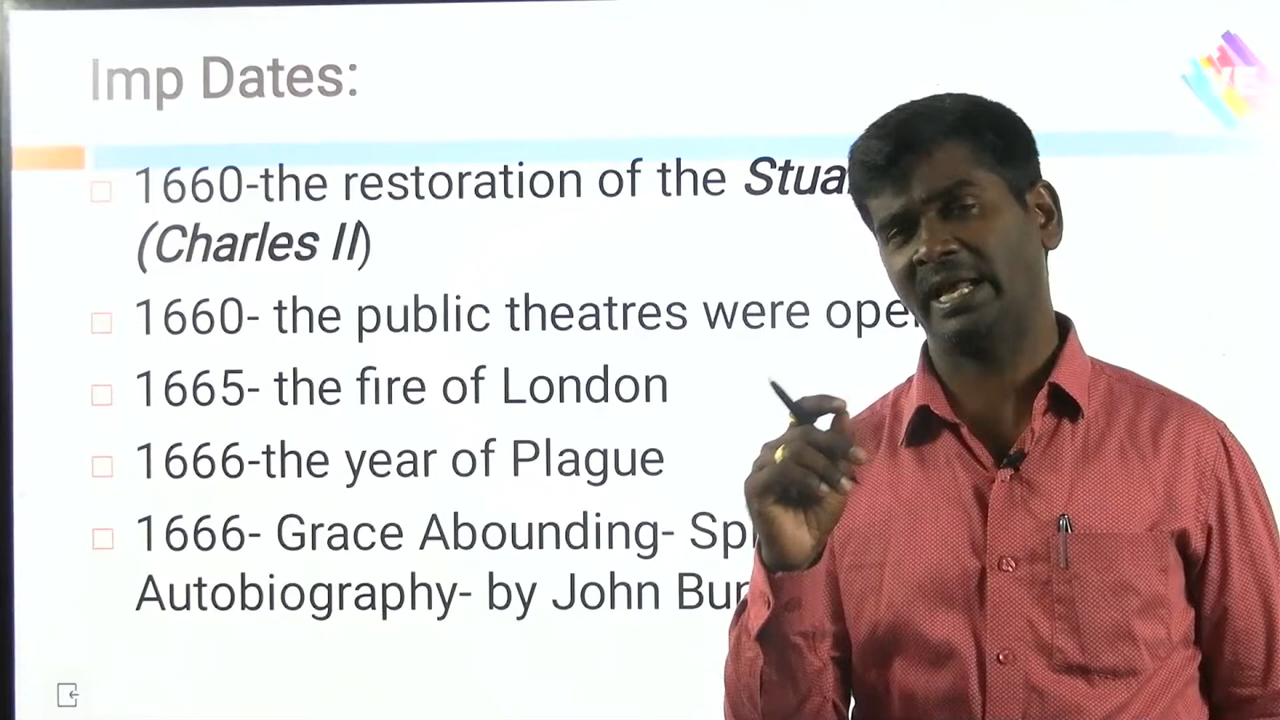 Imp Dates:
YE
1660-the restoration of the
(Charles II)
1660- the public theatres were
1665- the fire of London
1666-the year of Plague
1666- Grace Abounding-
Autobiography- by John